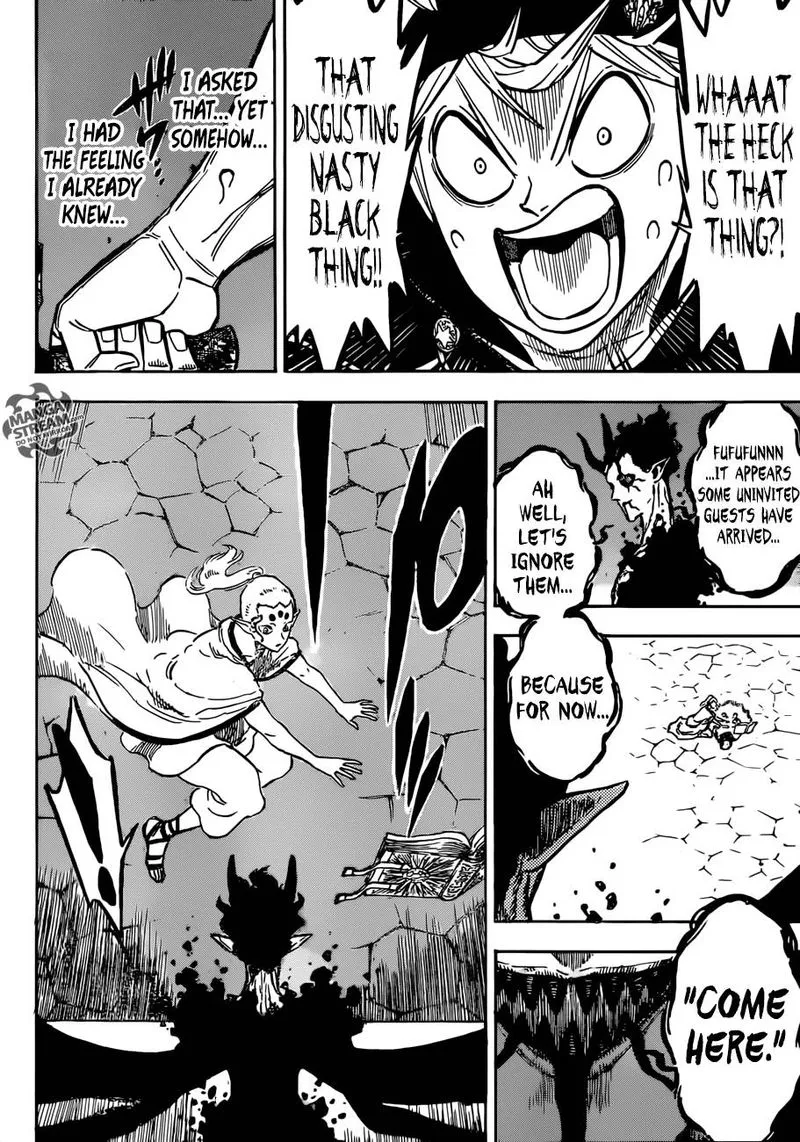 WHAAAT
THE HECK
IS THAT
THING?!
THAT
DISGUSTING
NASTY
BLACK
THING!!
I ASKED
THAT... YET
SOMEHOW...
I HAD
THE FEELING
I ALREADY
KNEW...
FUFUFUNNN
...IT APPEARS
SOME UNINVITED
GUESTS HAVE
ARRIVED...
AH
WELL,
LET'S
IGNORE
THEM...
BECAUSE
FOR NOW...
"COME
HERE."
MANGA
STREAM.com